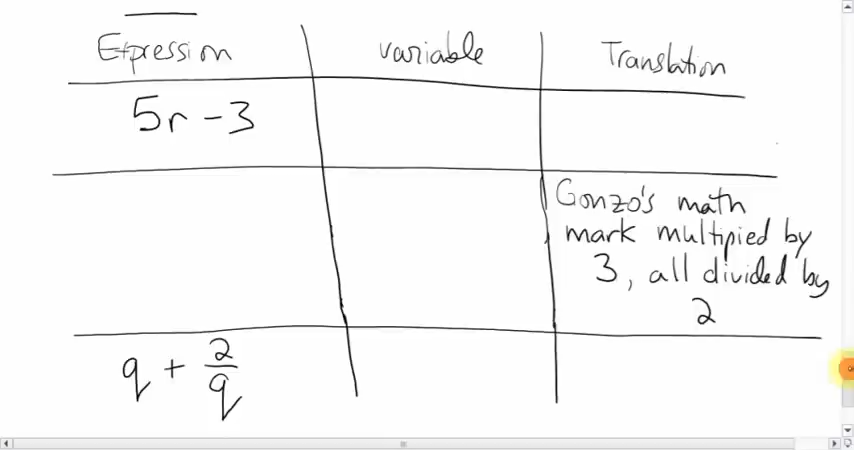 Expression
variable
Translation
5r - 3
Gonzo's math
mark multipied by
3, all divided by
2
q + 2/q